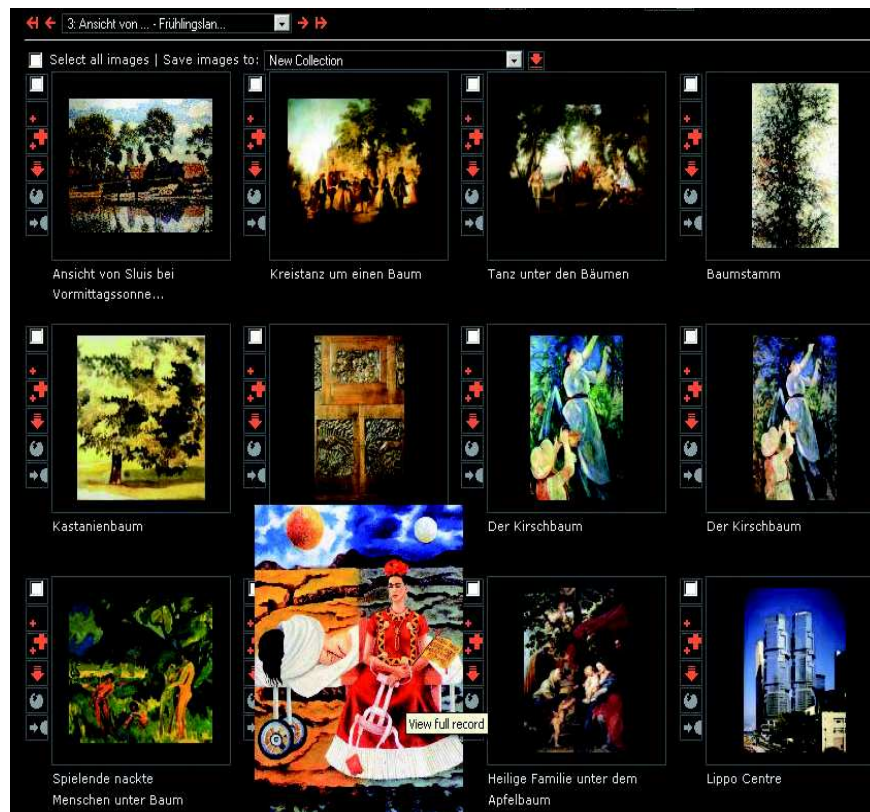 3: Ansicht von ... - Frühlingslan...
Select all images | Save images to: New Collection
Ansicht von Sluis bei
Vormittagssonne...
Kreistanz um einen Baum
Tanz unter den Bäumen
Baumstamm
Kastanienbaum
Der Kirschbaum
Der Kirschbaum
View full record
Spielende nackte
Menschen unter Baum
Heilige Familie unter dem
Apfelbaum
Lippo Centre